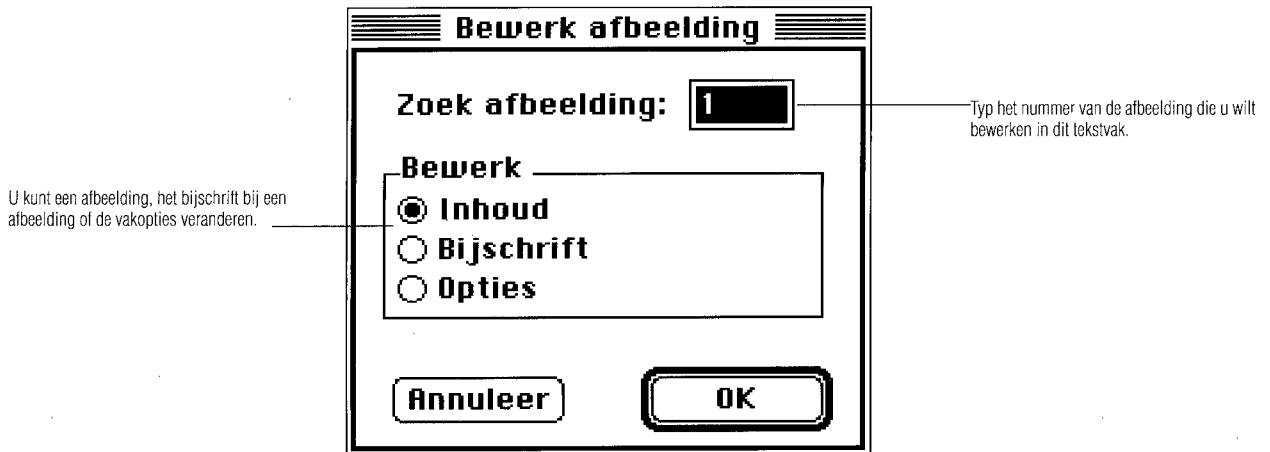 Bewerk afbeelding
Zoek afbeelding: 1
Typ het nummer van de afbeelding die u wilt
bewerken in dit tekstvak.
Bewerk
U kunt een afbeelding, het bijschrift bij een
afbeelding of de vakopties veranderen.
Inhoud
Bijschrift
Opties
Annuleer
OK